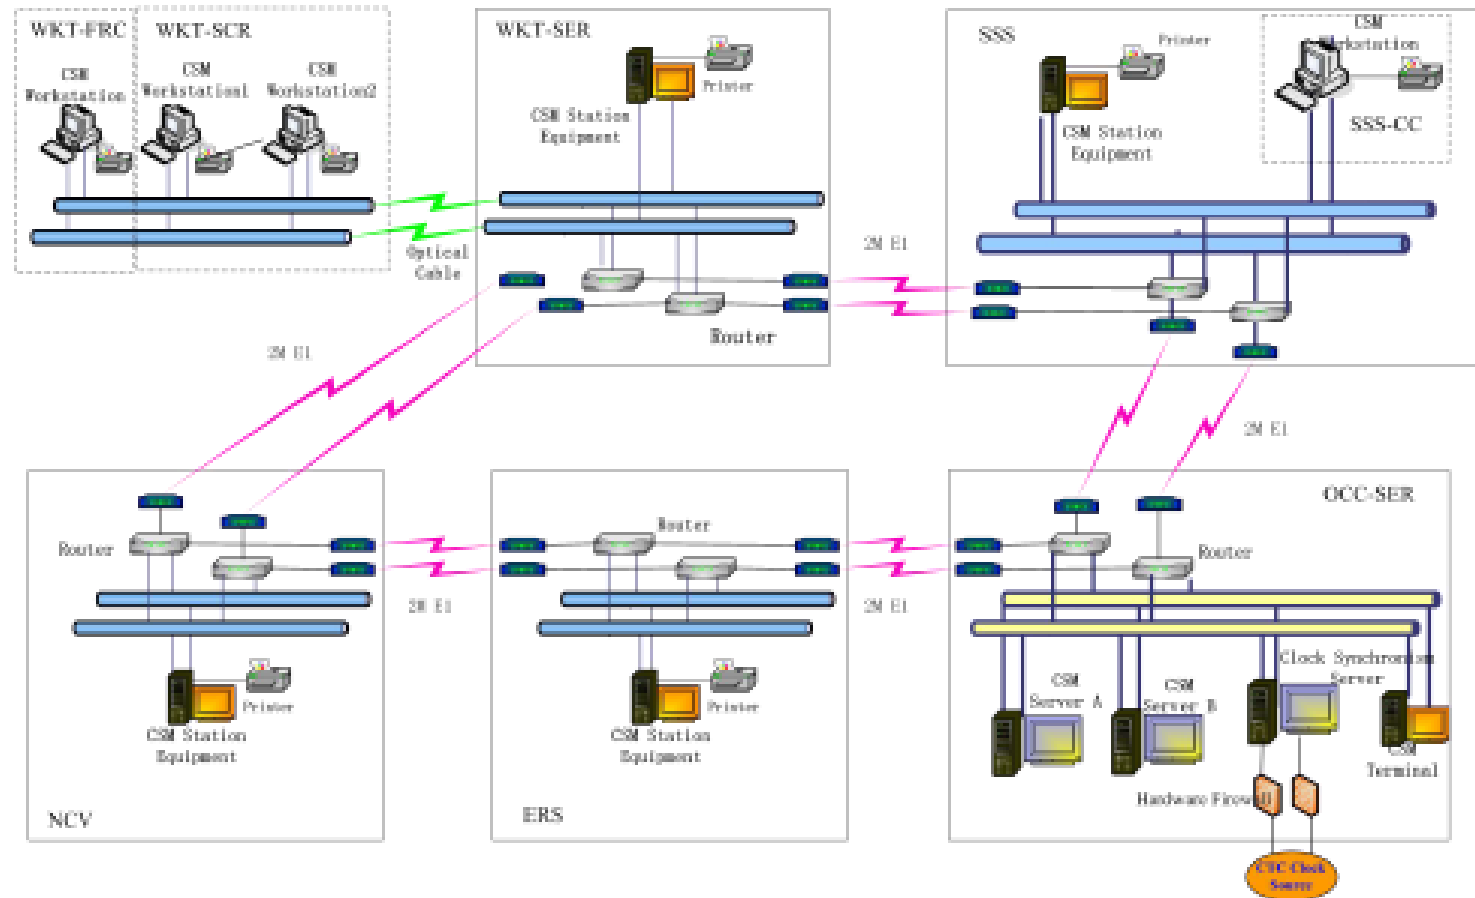 WKT-FRC
WKT-SCR
CSM
Workstation
CSM
Workstation1
CSM
Workstation2
WKT-SER
Printer
CSM Station
Equipment
Optical
Cable
Router
SSS
Printer
CSM Station
Equipment
CSM
Workstation
SSS-CC
2M E1
2M E1
2M E1
Router
2M E1
Printer
CSM Station
Equipment
NCV
Router
2M E1
Printer
CSM Station
Equipment
ERS
OCC-SER
Router
CSM
Server A
CSM
Server B
Clock Synchronism
Server
CSM
Terminal
Hardware Firewall
CTC Clock
Source